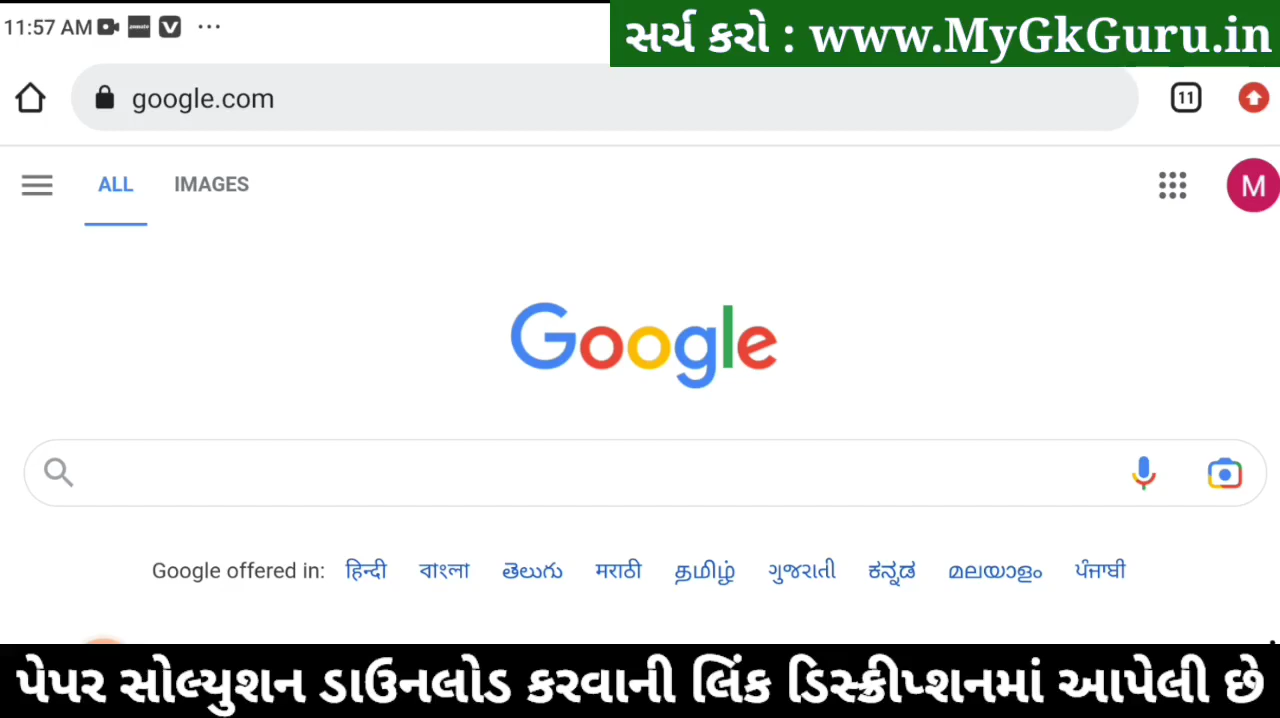 11:57 AM ...
સર્ચ કરો : www.MyGkGuru.in
google.com
11
ALL IMAGES
M
Google
Google offered in: हिन्दी বাংলা తెలుగు मराठी தமிழ் ગુજરાતી ಕನ್ನಡ മലയാളം ਪੰਜਾਬੀ
પેપર સોલ્યુશન ડાઉનલોડ કરવાની લિંક ડિસ્ક્રીપ્શનમાં આપેલી છે